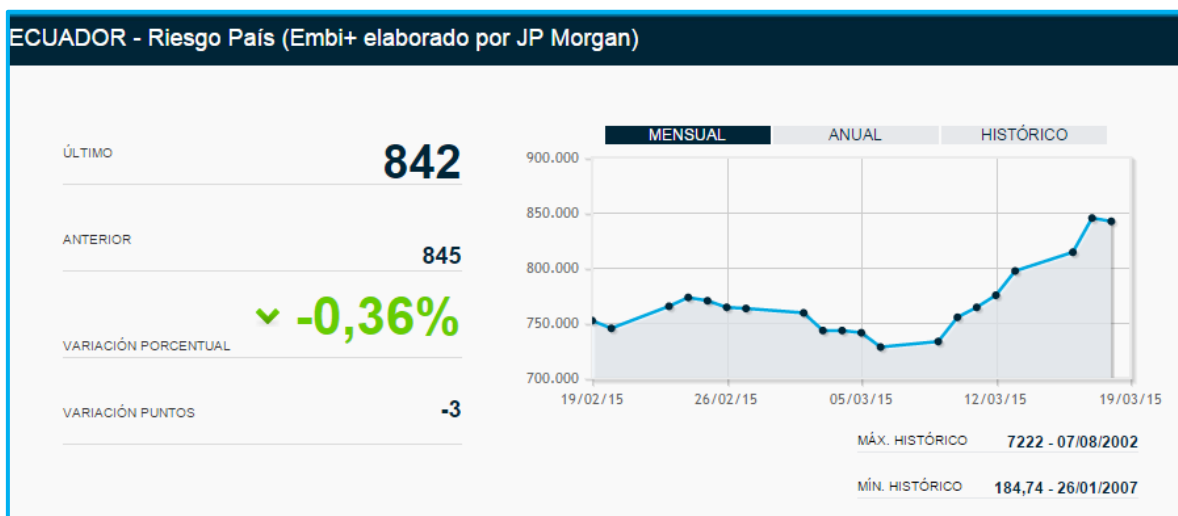 ECUADOR - Riesgo País (Embi+ elaborado por JP Morgan)
ÚLTIMO 842
ANTERIOR 845
VARIACIÓN PORCENTUAL -0,36%
VARIACIÓN PUNTOS -3
MENSUAL ANUAL HISTÓRICO
900.000
850.000
800.000
750.000
700.000
19/02/15 26/02/15 05/03/15 12/03/15 19/03/15
MÁX. HISTÓRICO 7222 - 07/08/2002
MÍN. HISTÓRICO 184,74 - 26/01/2007